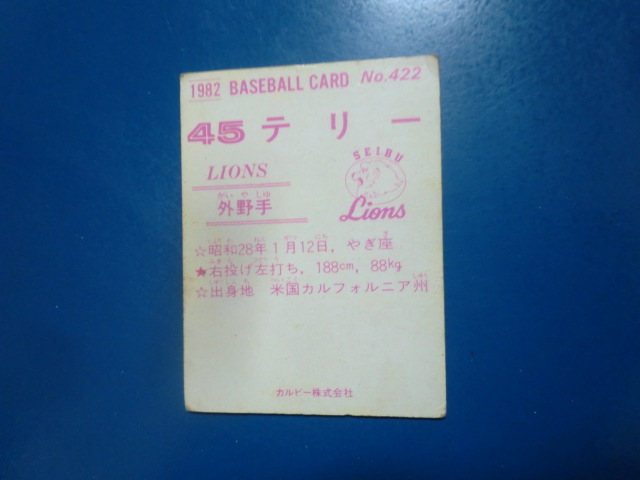 1982 BASEBALL CARD No.422
45 テリー
LIONS
SEIBU
Lions
がいやしゅ
外野手
☆昭和28年1月12日，やぎ座
★右投げ左打ち，188cm，88kg
☆出身地　米国カルフォルニア州
カルビー株式会社